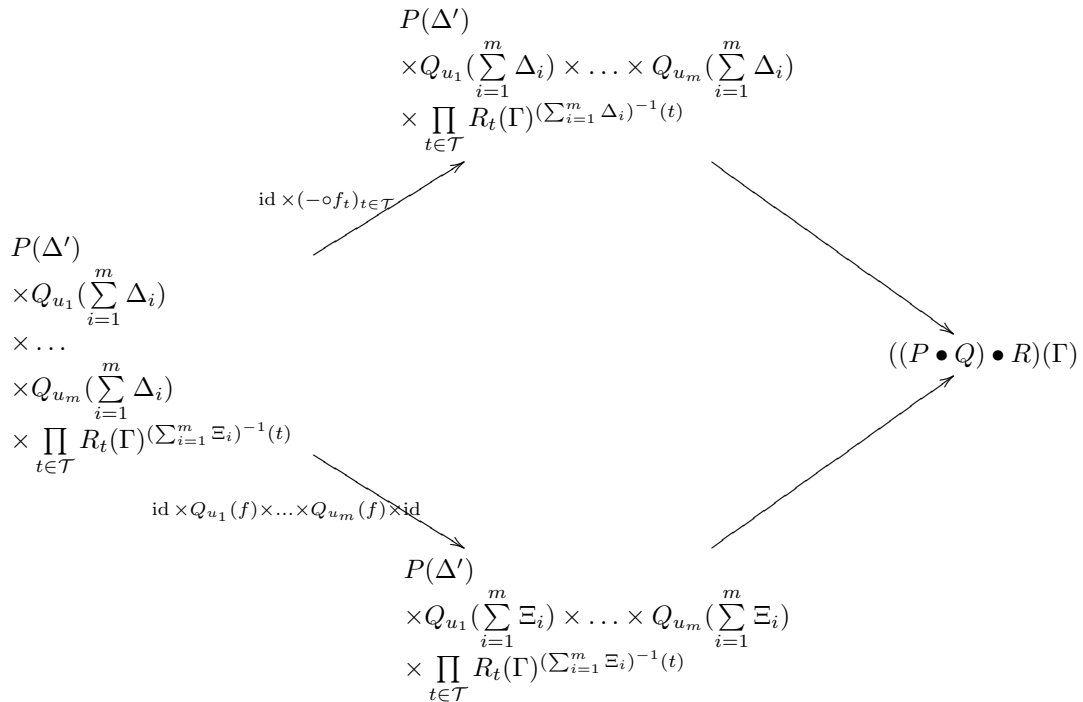 P(Δ′)
×Q_{u_1}(∑_{i=1}^{m} Δ_i) × … × Q_{u_m}(∑_{i=1}^{m} Δ_i)
× ∏_{t∈𝒯} R_t(Γ)^{(∑_{i=1}^{m} Δ_i)^{-1}(t)}
id ×(−∘f_t)_{t∈𝒯}
P(Δ′)
×Q_{u_1}(∑_{i=1}^{m} Δ_i)
× …
×Q_{u_m}(∑_{i=1}^{m} Δ_i)
× ∏_{t∈𝒯} R_t(Γ)^{(∑_{i=1}^{m} Ξ_i)^{-1}(t)}
((P • Q) • R)(Γ)
id ×Q_{u_1}(f)×…×Q_{u_m}(f)×id
P(Δ′)
×Q_{u_1}(∑_{i=1}^{m} Ξ_i) × … × Q_{u_m}(∑_{i=1}^{m} Ξ_i)
× ∏_{t∈𝒯} R_t(Γ)^{(∑_{i=1}^{m} Ξ_i)^{-1}(t)}